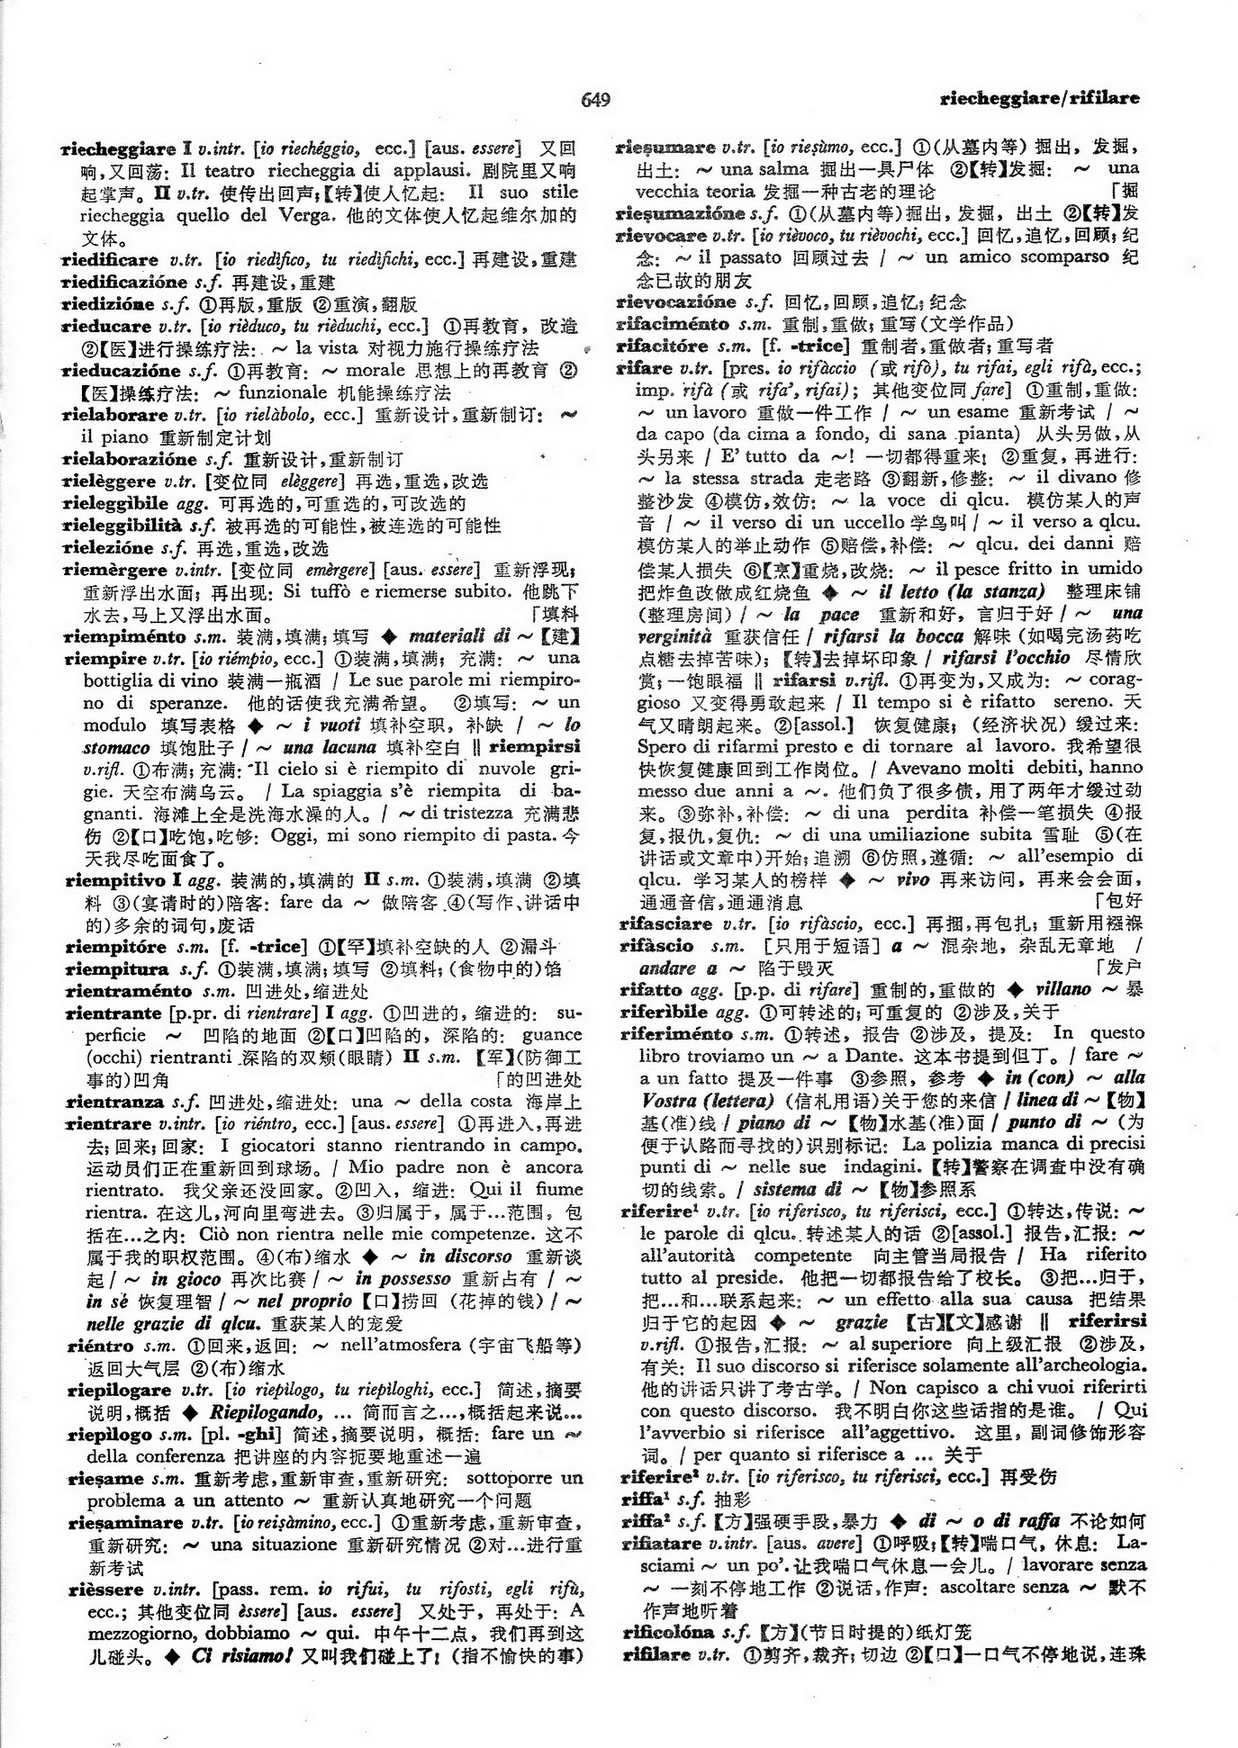 649
riecheggiare/rifilare
riecheggiare I v.intr. [io riechéggio, ecc.] [aus. essere] 又回
响,又回荡: Il teatro riecheggia di applausi. 剧院里又响
起掌声。II v.tr. 使传出回声;【转】使人忆起: Il suo stile
riecheggia quello del Verga. 他的文体使人忆起维尔加的
文体。
riedificare v.tr. [io riedìfico, tu riedìfichi, ecc.] 再建设,重建
riedificazióne s.f. 再建设,重建
riedizióne s.f. ①再版,重版 ②重演,翻版
rieducare v.tr. [io rièduco, tu rièduchi, ecc.] ①再教育, 改造
②【医】进行操练疗法: ～ la vista 对视力施行操练疗法
rieducazióne s.f. ①再教育: ～ morale 思想上的再教育 ②
【医】操练疗法: ～ funzionale 机能操练疗法
rielaborare v.tr. [io rielàbolo, ecc.] 重新设计,重新制订: ～
il piano 重新制定计划
rielaborazióne s.f. 重新设计,重新制订
rielèggere v.tr. [变位同 elèggere] 再选,重选,改选
rieleggìbile agg. 可再选的,可重选的,可改选的
rieleggibilità s.f. 被再选的可能性,被连选的可能性
rielezióne s.f. 再选,重选,改选
riemèrgere v.intr. [变位同 emèrgere] [aus. essere] 重新浮现;
重新浮出水面; 再出现: Si tuffò e riemerse subito. 他跳下
水去,马上又浮出水面。 「填料
riempiménto s.m. 装满,填满; 填写 ◆ materiali di ～【建】
riempire v.tr. [io riémpio, ecc.] ①装满,填满; 充满: ～ una
bottiglia di vino 装满一瓶酒 / Le sue parole mi riempiro-
no di speranze. 他的话使我充满希望。 ②填写: ～ un
modulo 填写表格 ◆ ～ i vuoti 填补空职, 补缺 / ～ lo
stomaco 填饱肚子 / ～ una lacuna 填补空白 ‖ riempirsi
v.rifl. ①布满; 充满: Il cielo si è riempito di nuvole gri-
gie. 天空布满乌云。 / La spiaggia s'è riempita di ba-
gnanti. 海滩上全是洗海水澡的人。 / ～ di tristezza 充满悲
伤 ②【口】吃饱,吃够: Oggi, mi sono riempito di pasta. 今
天我尽吃面食了。
riempitivo I agg. 装满的,填满的 II s.m. ①装满,填满 ②填
料 ③(宴请时的)陪客: fare da ～ 做陪客 ④(写作、讲话中
的)多余的词句,废话
riempitóre s.m. [f. -trice] ①【罕】填补空缺的人 ②漏斗
riempitura s.f. ①装满,填满; 填写 ②填料; (食物中的)馅
rientraménto s.m. 凹进处,缩进处
rientrante [p.pr. di rientrare] I agg. ①凹进的, 缩进的: su-
perficie ～ 凹陷的地面 ②【口】凹陷的, 深陷的: guance
(occhi) rientranti 深陷的双颊(眼睛) II s.m. 【军】(防御工
事的)凹角 「的凹进处
rientranza s.f. 凹进处,缩进处: una ～ della costa 海岸上
rientrare v.intr. [io riéntro, ecc.] [aus. essere] ①再进入,再进
去; 回来; 回家: I giocatori stanno rientrando in campo.
运动员们正在重新回到球场。 / Mio padre non è ancora
rientrato. 我父亲还没回家。②凹入, 缩进: Qui il fiume
rientra. 在这儿,河向里弯进去。③归属于, 属于…范围, 包
括在…之内: Ciò non rientra nelle mie competenze. 这不
属于我的职权范围。④(布)缩水 ◆ ～ in discorso 重新谈
起 / ～ in gioco 再次比赛 / ～ in possesso 重新占有 / ～
in sé 恢复理智 / ～ nel proprio【口】捞回 (花掉的钱) / ～
nelle grazie di qlcu. 重获某人的宠爱
riéntro s.m. ①回来,返回: ～ nell'atmosfera (宇宙飞船等)
返回大气层 ②(布)缩水
riepilogare v.tr. [io riepìlogo, tu riepìloghi, ecc.] 简述,摘要
说明,概括 ◆ Riepilogando, … 简而言之…,概括起来说…
riepìlogo s.m. [pl. -ghi] 简述,摘要说明, 概括: fare un ～
della conferenza 把讲座的内容扼要地重述一遍
rieṣame s.m. 重新考虑,重新审查,重新研究: sottoporre un
problema a un attento ～ 重新认真地研究一个问题
rieṣaminare v.tr. [io reiṣàmino, ecc.] ①重新考虑,重新审查,
重新研究: ～ una situazione 重新研究情况 ②对…进行重
新考试
rièssere v.intr. [pass. rem. io rifui, tu rifosti, egli rifù,
ecc.; 其他变位同 èssere] [aus. essere] 又处于, 再处于: A
mezzogiorno, dobbiamo ～ qui. 中午十二点, 我们再到这
儿碰头。 ◆ Ci risiamo! 又叫我们碰上了! (指不愉快的事)
rieṣumare v.tr. [io rieṣùmo, ecc.] ①(从墓内等) 掘出, 发掘,
出土: ～ una salma 掘出一具尸体 ②【转】发掘: ～ una
vecchia teoria 发掘一种古老的理论 「掘
rieṣumazióne s.f. ①(从墓内等)掘出, 发掘, 出土 ②【转】发
rievocare v.tr. [io rièvoco, tu rièvochi, ecc.] 回忆,追忆,回顾; 纪
念: ～ il passato 回顾过去 / ～ un amico scomparso 纪
念已故的朋友
rievocazióne s.f. 回忆,回顾,追忆; 纪念
rifaciménto s.m. 重制,重做; 重写(文学作品)
rifacitóre s.m. [f. -trice] 重制者,重做者; 重写者
rifare v.tr. [pres. io rifàccio (或 rifò), tu rifai, egli rifà, ecc.;
imp. rifà (或 rifa', rifai); 其他变位同 fare] ①重制,重做:
～ un lavoro 重做一件工作 / ～ un esame 重新考试 / ～
da capo (da cima a fondo, di sana pianta) 从头另做,从
头另来 / E' tutto da ～! 一切都得重来! ②重复, 再进行:
～ la stessa strada 走老路 ③翻新,修整: ～ il divano 修
整沙发 ④模仿,效仿: ～ la voce di qlcu. 模仿某人的声
音 / ～ il verso di un uccello 学鸟叫 / ～ il verso a qlcu.
模仿某人的举止动作 ⑤赔偿,补偿: ～ qlcu. dei danni 赔
偿某人损失 ⑥【烹】重烧,改烧: ～ il pesce fritto in umido
把炸鱼改做成红烧鱼 ◆ ～ il letto (la stanza) 整理床铺
(整理房间) / ～ la pace 重新和好, 言归于好 / ～ una
verginità 重获信任 / rifarsi la bocca 解味 (如喝完汤药吃
点糖去掉苦味); 【转】去掉坏印象 / rifarsi l'occhio 尽情欣
赏; 一饱眼福 ‖ rifarsi v.rifl. ①再变为,又成为: ～ corag-
gioso 又变得勇敢起来 / Il tempo si è rifatto sereno. 天
气又晴朗起来。②[assol.] 恢复健康; (经济状况) 缓过来:
Spero di rifarmi presto e di tornare al lavoro. 我希望很
快恢复健康回到工作岗位。 / Avevano molti debiti, hanno
messo due anni a ～. 他们负了很多债, 用了两年才缓过劲
来。③弥补,补偿: ～ di una perdita 补偿一笔损失 ④报
复,报仇,复仇: ～ di una umiliazione subita 雪耻 ⑤(在
讲话或文章中)开始; 追溯 ⑥仿照,遵循: ～ all'esempio di
qlcu. 学习某人的榜样 ◆ ～ vivo 再来访问, 再来会会面,
通通音信,通通消息 「包好
rifasciare v.tr. [io rifàscio, ecc.] 再捆,再包扎; 重新用襁褓
rifàscio s.m. [只用于短语] a ～ 混杂地, 杂乱无章地 /
andare a ～ 陷于毁灭 「发户
rifatto agg. [p.p. di rifare] 重制的,重做的 ◆ villano ～ 暴
riferìbile agg. ①可转述的; 可重复的 ②涉及,关于
riferiménto s.m. ①转述, 报告 ②涉及, 提及: In questo
libro troviamo un ～ a Dante. 这本书提到但丁。 / fare ～
a un fatto 提及一件事 ③参照, 参考 ◆ in (con) ～ alla
Vostra (lettera) (信札用语)关于您的来信 / linea di ～【物】
基(准)线 / piano di ～【物】水基(准)面 / punto di ～ (为
便于认路而寻找的)识别标记: La polizia manca di precisi
punti di ～ nelle sue indagini.【转】警察在调查中没有确
切的线索。 / sistema di ～【物】参照系
riferire¹ v.tr. [io riferisco, tu riferisci, ecc.] ①转达,传说: ～
le parole di qlcu. 转述某人的话 ②[assol.] 报告,汇报: ～
all'autorità competente 向主管当局报告 / Ha riferito
tutto al preside. 他把一切都报告给了校长。 ③把…归于,
把…和…联系起来: ～ un effetto alla sua causa 把结果
归于它的起因 ◆ ～ grazie【古】【文】感谢 ‖ riferirsi
v.rifl. ①报告,汇报: ～ al superiore 向上级汇报 ②涉及,
有关: Il suo discorso si riferisce solamente all'archeologia.
他的讲话只讲了考古学。 / Non capisco a chi vuoi riferirti
con questo discorso. 我不明白你这些话指的是谁。 / Qui
l'avverbio si riferisce all'aggettivo. 这里, 副词修饰形容
词。 / per quanto si riferisce a … 关于
riferire² v.tr. [io riferisco, tu riferisci, ecc.] 再受伤
riffa¹ s.f. 抽彩
riffa² s.f.【方】强硬手段,暴力 ◆ di ～ o di raffa 不论如何
rifiatare v.intr. [aus. avere] ①呼吸;【转】喘口气, 休息: La-
sciami ～ un po'. 让我喘口气休息一会儿。 / lavorare senza
～ 一刻不停地工作 ②说话,作声: ascoltare senza ～ 默不
作声地听着
rificolóna s.f.【方】(节日时提的)纸灯笼
rifilare v.tr. ①剪齐,裁齐; 切边 ②【口】一口气不停地说,连珠